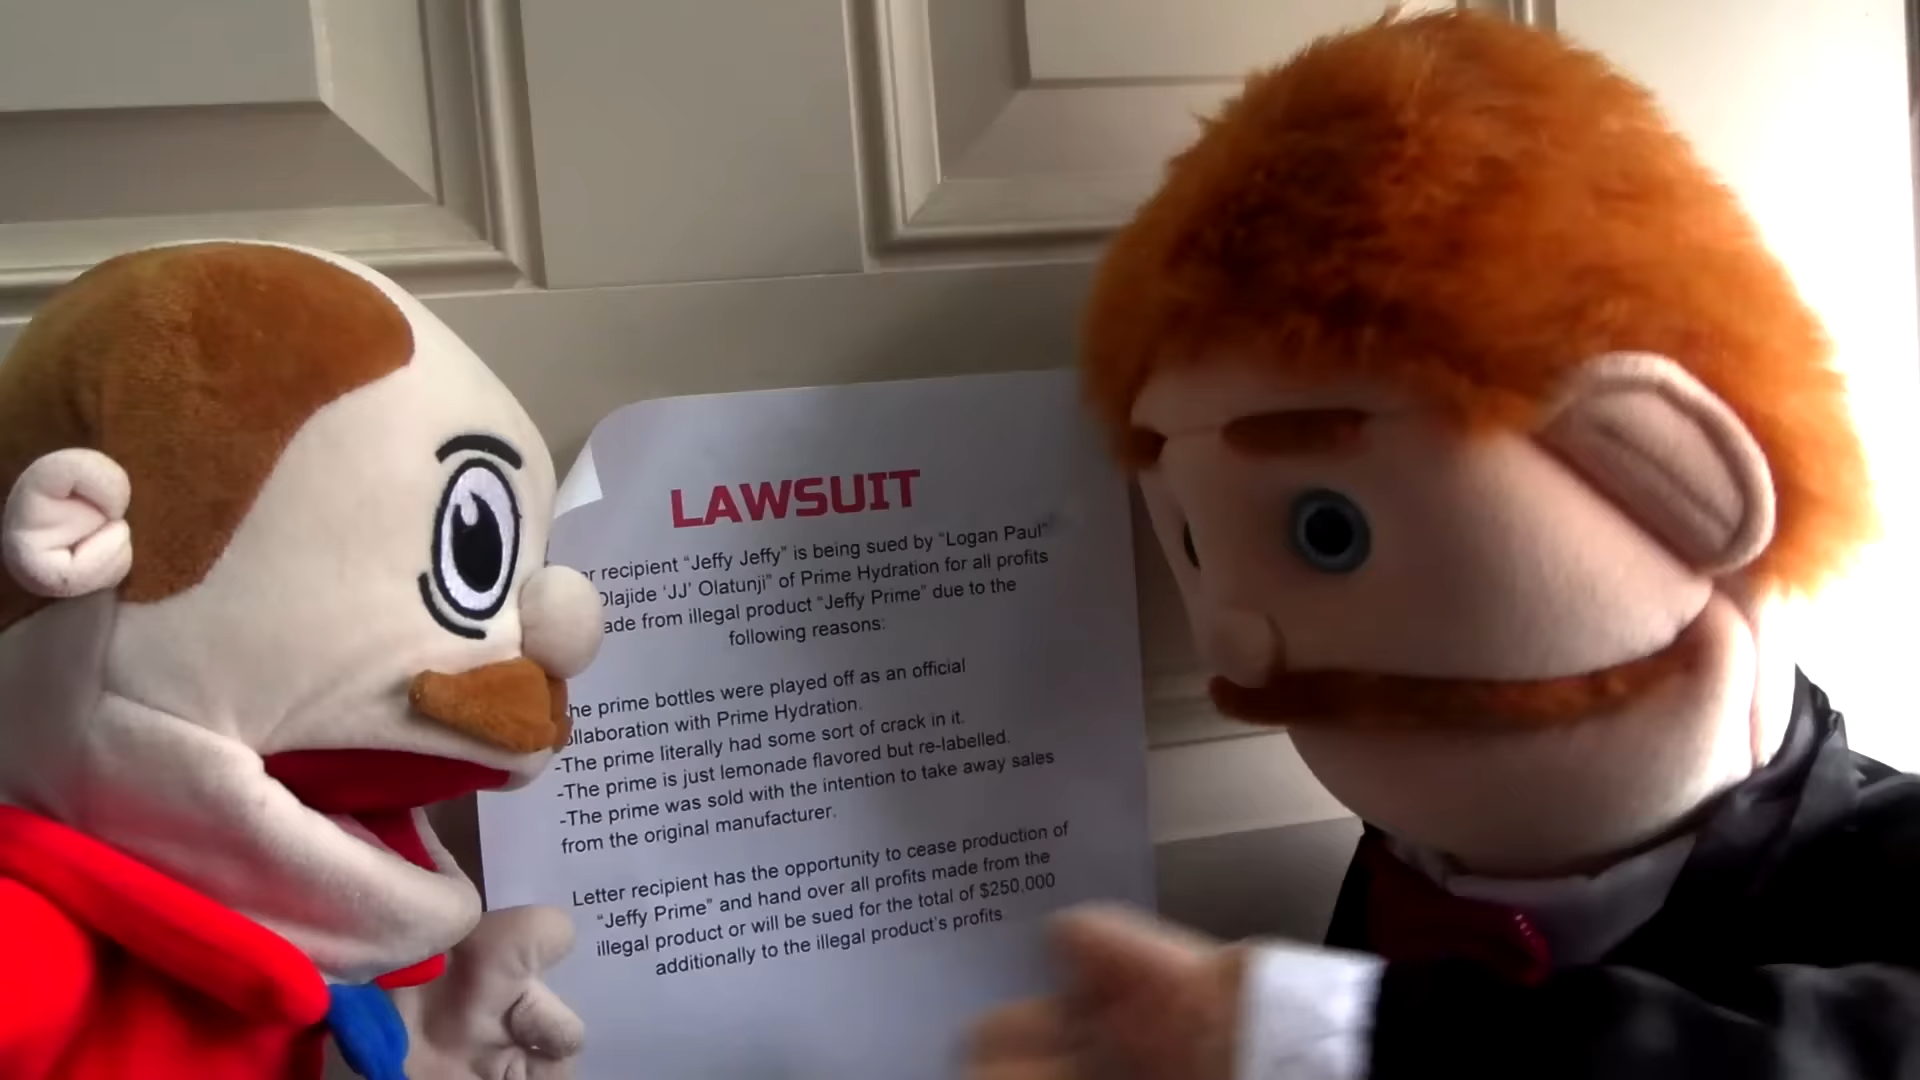 LAWSUIT
recipient “Jeffy Jeffy” is being sued by “Logan Paul”
Olajide ‘JJ’ Olatunji” of Prime Hydration for all profits
from illegal product “Jeffy Prime” due to the
following reasons:
prime bottles were played off as an official
with Prime Hydration.
-The prime literally had some sort of crack in it.
-The prime is just lemonade flavored but re-labelled.
-The prime was sold with the intention to take away sales
from the original manufacturer.
Letter recipient has the opportunity to cease production of
“Jeffy Prime” and hand over all profits made from the
illegal product or will be sued for the total of $250,000
additionally to the illegal product’s profits.